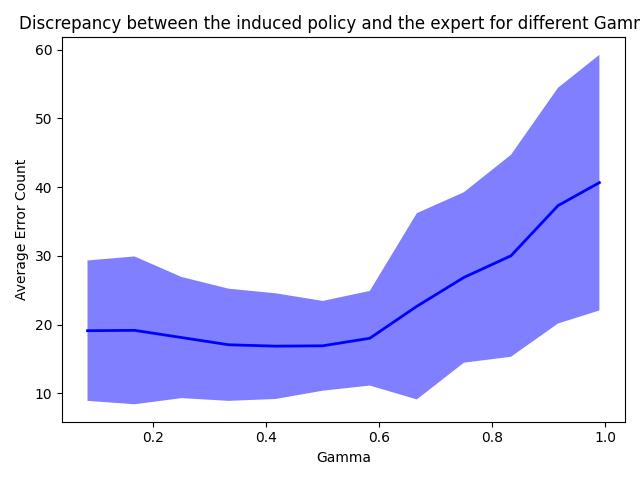 Discrepancy between the induced policy and the expert for different Gamm
60
50
40
30
20
10
Average Error Count
0.2 0.4 0.6 0.8 1.0
Gamma